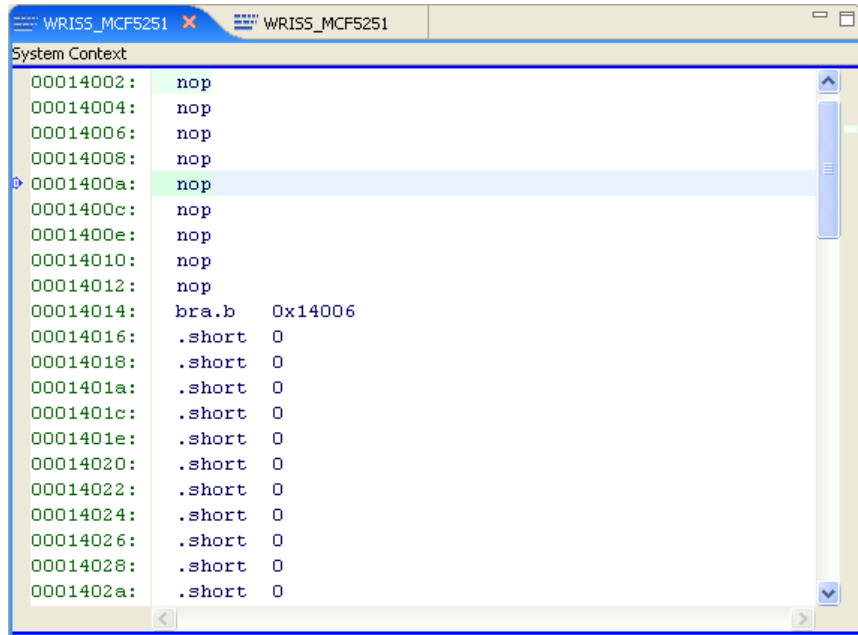 WRISS_MCF5251 WRISS_MCF5251
System Context
00014002: nop
00014004: nop
00014006: nop
00014008: nop
0001400a: nop
0001400c: nop
0001400e: nop
00014010: nop
00014012: nop
00014014: bra.b 0x14006
00014016: .short 0
00014018: .short 0
0001401a: .short 0
0001401c: .short 0
0001401e: .short 0
00014020: .short 0
00014022: .short 0
00014024: .short 0
00014026: .short 0
00014028: .short 0
0001402a: .short 0